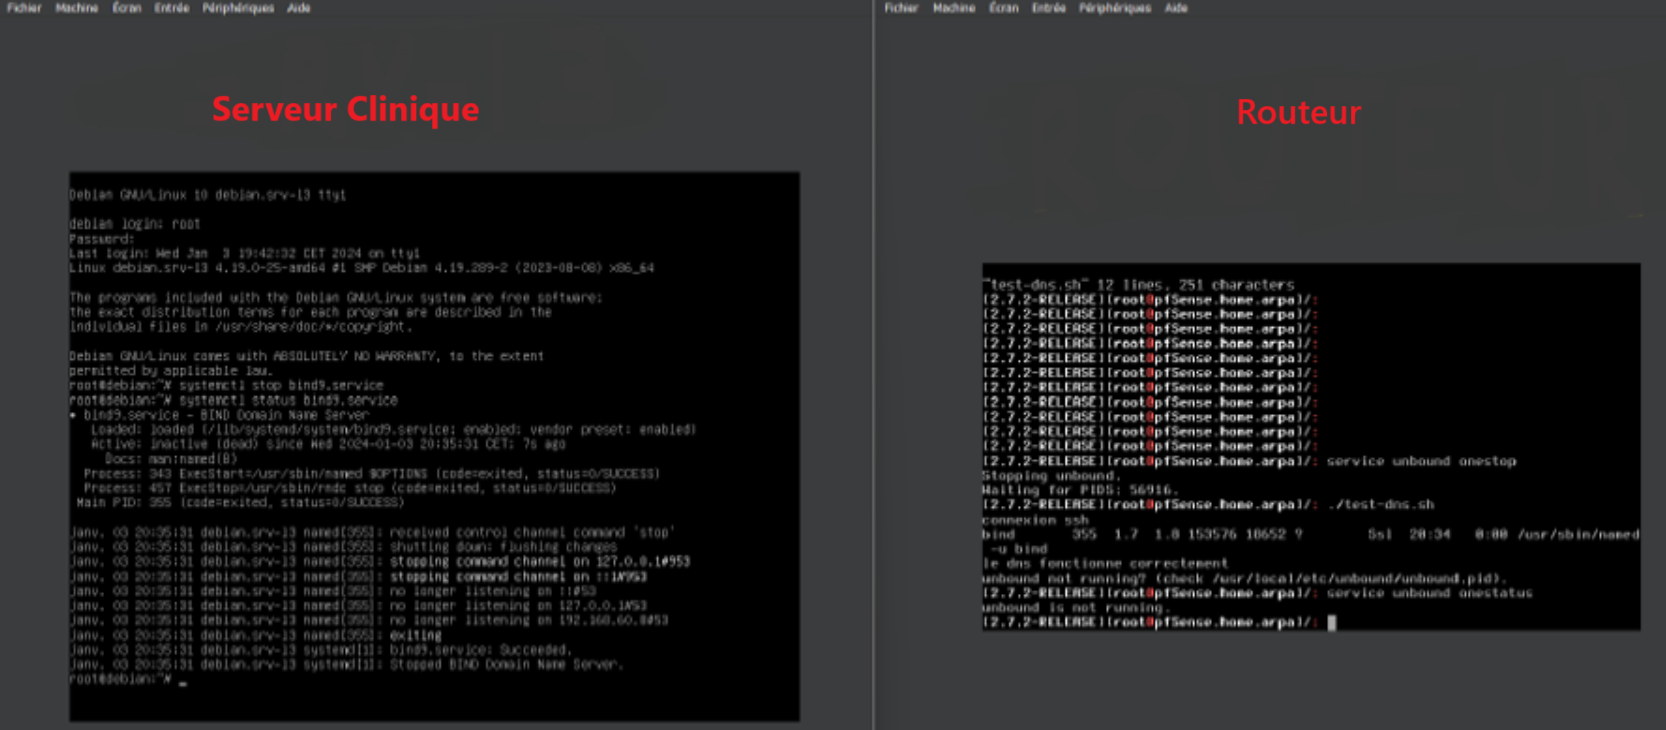 Fichier Machine Écran Entrée Périphériques Aide
Serveur Clinique
Debian GNU/Linux 10 debian.srv-13 tty1
debian login: root
Password:
Last login: Wed Jan 3 19:42:32 CET 2024 on tty1
Linux debian.srv-13 4.19.0-25-amd64 #1 SMP Debian 4.19.289-2 (2023-08-08) x86_64
The programs included with the Debian GNU/Linux system are free software;
the exact distribution terms for each program are described in the
individual files in /usr/share/doc/*/copyright.
Debian GNU/Linux comes with ABSOLUTELY NO WARRANTY, to the extent
permitted by applicable law.
root@debian:~# systemctl stop bind9.service
root@debian:~# systemctl status bind9.service
● bind9.service - BIND Domain Name Server
Loaded: loaded (/lib/systemd/system/bind9.service; enabled; vendor preset: enabled)
Active: inactive (dead) since Wed 2024-01-03 20:35:31 CET; 7s ago
Docs: man:named(8)
Process: 343 ExecStart=/usr/sbin/named $OPTIONS (code=exited, status=0/SUCCESS)
Process: 457 ExecStop=/usr/sbin/rndc stop (code=exited, status=0/SUCCESS)
Main PID: 355 (code=exited, status=0/SUCCESS)
janv. 03 20:35:31 debian.srv-13 named[355]: received control channel command 'stop'
janv. 03 20:35:31 debian.srv-13 named[355]: shutting down: flushing changes
janv. 03 20:35:31 debian.srv-13 named[355]: stopping command channel on 127.0.0.1#953
janv. 03 20:35:31 debian.srv-13 named[355]: stopping command channel on ::1#953
janv. 03 20:35:31 debian.srv-13 named[355]: no longer listening on ::#53
janv. 03 20:35:31 debian.srv-13 named[355]: no longer listening on 127.0.0.1#53
janv. 03 20:35:31 debian.srv-13 named[355]: no longer listening on 192.168.60.8#53
janv. 03 20:35:31 debian.srv-13 named[355]: exiting
janv. 03 20:35:31 debian.srv-13 systemd[1]: bind9.service: Succeeded.
janv. 03 20:35:31 debian.srv-13 systemd[1]: Stopped BIND Domain Name Server.
root@debian:~# _
Fichier Machine Écran Entrée Périphériques Aide
Routeur
"test-dns.sh" 12 lines, 251 characters
[2.7.2-RELEASE][root@pfSense.home.arpa]/:
[2.7.2-RELEASE][root@pfSense.home.arpa]/:
[2.7.2-RELEASE][root@pfSense.home.arpa]/:
[2.7.2-RELEASE][root@pfSense.home.arpa]/:
[2.7.2-RELEASE][root@pfSense.home.arpa]/:
[2.7.2-RELEASE][root@pfSense.home.arpa]/:
[2.7.2-RELEASE][root@pfSense.home.arpa]/:
[2.7.2-RELEASE][root@pfSense.home.arpa]/:
[2.7.2-RELEASE][root@pfSense.home.arpa]/:
[2.7.2-RELEASE][root@pfSense.home.arpa]/:
[2.7.2-RELEASE][root@pfSense.home.arpa]/:
[2.7.2-RELEASE][root@pfSense.home.arpa]/: service unbound onestop
Stopping unbound.
Waiting for PIDS: 56916.
[2.7.2-RELEASE][root@pfSense.home.arpa]/: ./test-dns.sh
connexion ssh
bind 355 1.7 1.8 153576 18652 ? Ssl 20:34 0:00 /usr/sbin/named
-u bind
le dns fonctionne correctement
unbound not running? (check /usr/local/etc/unbound/unbound.pid).
[2.7.2-RELEASE][root@pfSense.home.arpa]/: service unbound onestatus
unbound is not running.
[2.7.2-RELEASE][root@pfSense.home.arpa]/: